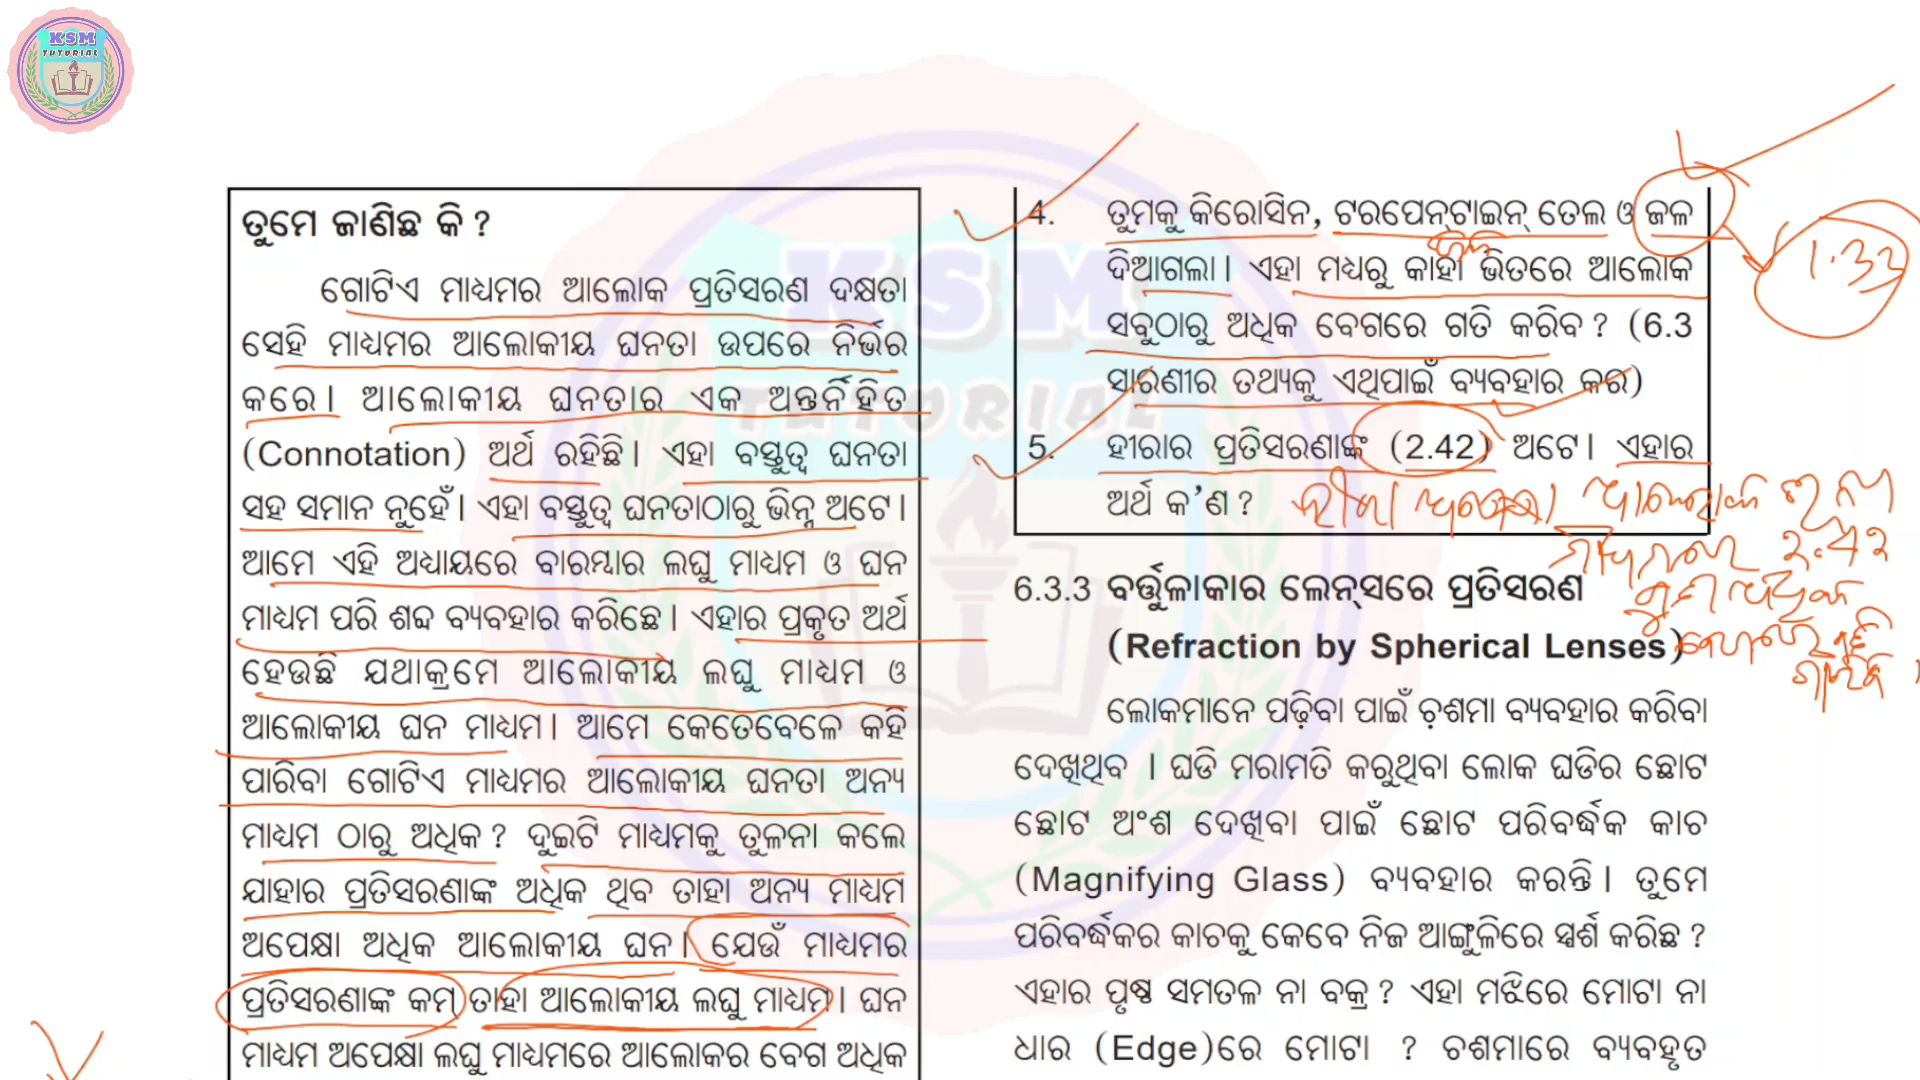 KSM
TUTORIAL
ତୁମେ ଜାଣିଛ କି ?
ଗୋଟିଏ ମାଧ୍ୟମର ଆଲୋକ ପ୍ରତିସରଣ ଦକ୍ଷତା
ସେହି ମାଧ୍ୟମର ଆଲୋକୀୟ ଘନତା ଉପରେ ନିର୍ଭର
କରେ। ଆଲୋକୀୟ ଘନତାର ଏକ ଅନ୍ତର୍ନିହିତ
(Connotation) ଅର୍ଥ ରହିଛି। ଏହା ବସ୍ତୁତ୍ୱ ଘନତା
ସହ ସମାନ ନୁହେଁ। ଏହା ବସ୍ତୁତ୍ୱ ଘନତାଠାରୁ ଭିନ୍ନ ଅଟେ।
ଆମେ ଏହି ଅଧ୍ୟାୟରେ ବାରମ୍ବାର ଲଘୁ ମାଧ୍ୟମ ଓ ଘନ
ମାଧ୍ୟମ ପରି ଶବ୍ଦ ବ୍ୟବହାର କରିଛେ। ଏହାର ପ୍ରକୃତ ଅର୍ଥ
ହେଉଛି ଯଥାକ୍ରମେ ଆଲୋକୀୟ ଲଘୁ ମାଧ୍ୟମ ଓ
ଆଲୋକୀୟ ଘନ ମାଧ୍ୟମ। ଆମେ କେତେବେଳେ କହି
ପାରିବା ଗୋଟିଏ ମାଧ୍ୟମର ଆଲୋକୀୟ ଘନତା ଅନ୍ୟ
ମାଧ୍ୟମ ଠାରୁ ଅଧିକ ? ଦୁଇଟି ମାଧ୍ୟମକୁ ତୁଳନା କଲେ
ଯାହାର ପ୍ରତିସରଣାଙ୍କ ଅଧିକ ଥିବ ତାହା ଅନ୍ୟ ମାଧ୍ୟମ
ଅପେକ୍ଷା ଅଧିକ ଆଲୋକୀୟ ଘନ। ଯେଉଁ ମାଧ୍ୟମର
ପ୍ରତିସରଣାଙ୍କ କମ୍ ତାହା ଆଲୋକୀୟ ଲଘୁ ମାଧ୍ୟମ। ଘନ
ମାଧ୍ୟମ ଅପେକ୍ଷା ଲଘୁ ମାଧ୍ୟମରେ ଆଲୋକର ବେଗ ଅଧିକ
4. ତୁମକୁ କିରୋସିନ, ଟରପେନ୍‌ଟାଇନ୍ ତେଲ ଓ ଜଳ
ଦିଆଗଲା। ଏହା ମଧ୍ୟରୁ କାହା ଭିତରେ ଆଲୋକ
ସବୁଠାରୁ ଅଧିକ ବେଗରେ ଗତି କରିବ ? (6.3
ସାରଣୀର ତଥ୍ୟକୁ ଏଥିପାଇଁ ବ୍ୟବହାର କର)
5. ହୀରାର ପ୍ରତିସରଣାଙ୍କ (2.42) ଅଟେ। ଏହାର
ଅର୍ଥ କ'ଣ ?
6.3.3 ବର୍ତ୍ତୁଳାକାର ଲେନ୍‌ସରେ ପ୍ରତିସରଣ
(Refraction by Spherical Lenses)
ଲୋକମାନେ ପଢ଼ିବା ପାଇଁ ଚଷମା ବ୍ୟବହାର କରିବା
ଦେଖିଥିବ । ଘଡି ମରାମତି କରୁଥିବା ଲୋକ ଘଡିର ଛୋଟ
ଛୋଟ ଅଂଶ ଦେଖିବା ପାଇଁ ଛୋଟ ପରିବର୍ଦ୍ଧକ କାଚ
(Magnifying Glass) ବ୍ୟବହାର କରନ୍ତି। ତୁମେ
ପରିବର୍ଦ୍ଧକର କାଚକୁ କେବେ ନିଜ ଆଙ୍ଗୁଳିରେ ସ୍ପର୍ଶ କରିଛ ?
ଏହାର ପୃଷ୍ଠ ସମତଳ ନା ବକ୍ର ? ଏହା ମଝିରେ ମୋଟା ନା
ଧାର (Edge)ରେ ମୋଟା ? ଚଷମାରେ ବ୍ୟବହୃତ